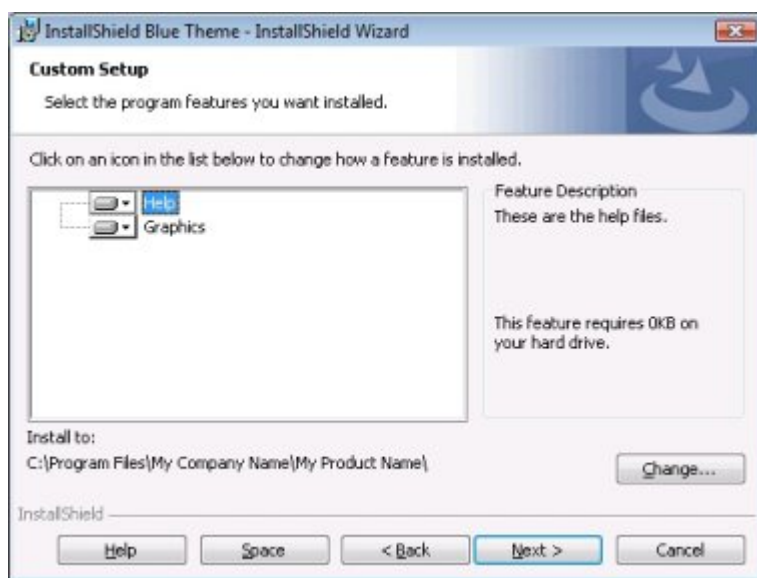 InstallShield Blue Theme - InstallShield Wizard
Custom Setup
Select the program features you want installed.
Click on an icon in the list below to change how a feature is installed.
Help
Graphics
Feature Description
These are the help files.
This feature requires 0KB on
your hard drive.
Install to:
C:\Program Files\My Company Name\My Product Name\
Change...
InstallShield
Help
Space
< Back
Next >
Cancel